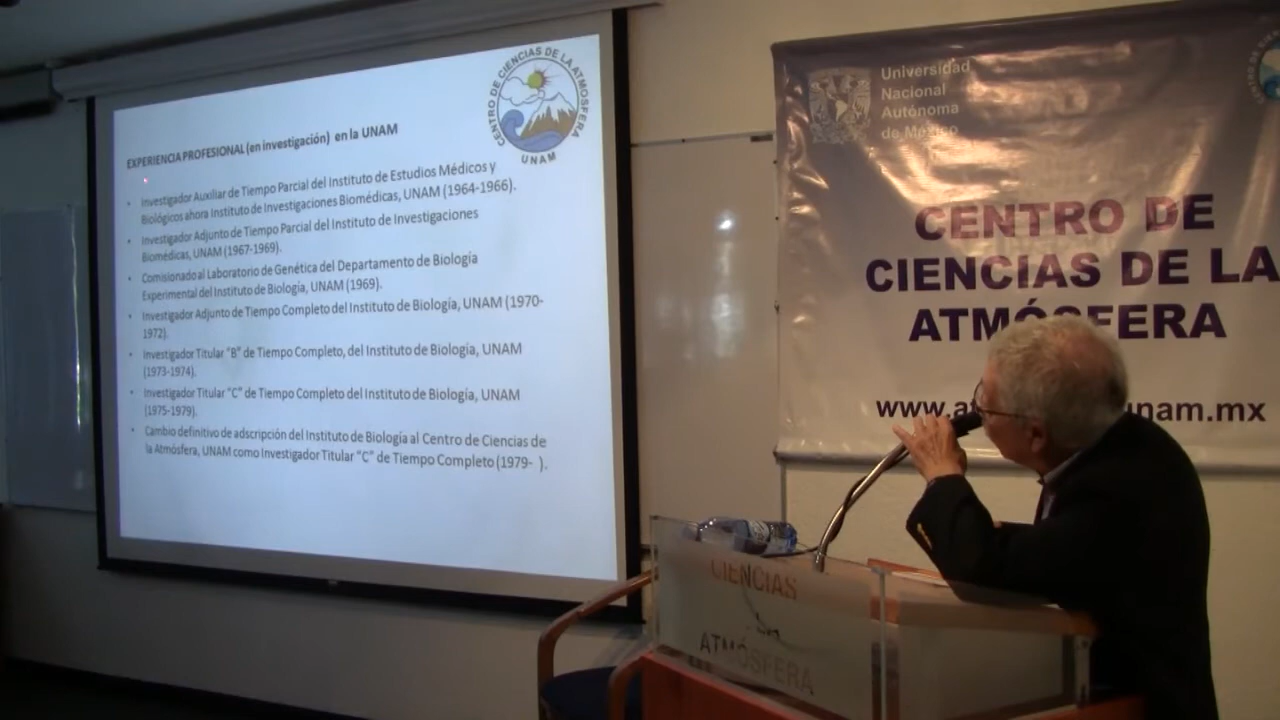 CENTRO DE CIENCIAS DE LA ATMOSFERA
UNAM
EXPERIENCIA PROFESIONAL (en investigación) en la UNAM
• Investigador Auxiliar de Tiempo Parcial del Instituto de Estudios Médicos y
Biológicos ahora Instituto de Investigaciones Biomédicas, UNAM (1964-1966).
• Investigador Adjunto de Tiempo Parcial del Instituto de Investigaciones
Biomédicas, UNAM (1967-1969).
• Comisionado al Laboratorio de Genética del Departamento de Biología
Experimental del Instituto de Biología, UNAM (1969).
• Investigador Adjunto de Tiempo Completo del Instituto de Biología, UNAM (1970-
1972).
• Investigador Titular "B" de Tiempo Completo, del Instituto de Biología, UNAM
(1973-1974).
• Investigador Titular "C" de Tiempo Completo del Instituto de Biología, UNAM
(1975-1979).
• Cambio definitivo de adscripción del Instituto de Biología al Centro de Ciencias de
la Atmósfera, UNAM como Investigador Titular "C" de Tiempo Completo (1979- ).
Universidad
Nacional
Autónoma
de México
CENTRO DE
CIENCIAS DE LA
ATMÓSFERA
www.at unam.mx
CIENCIAS
ATMÓSFERA